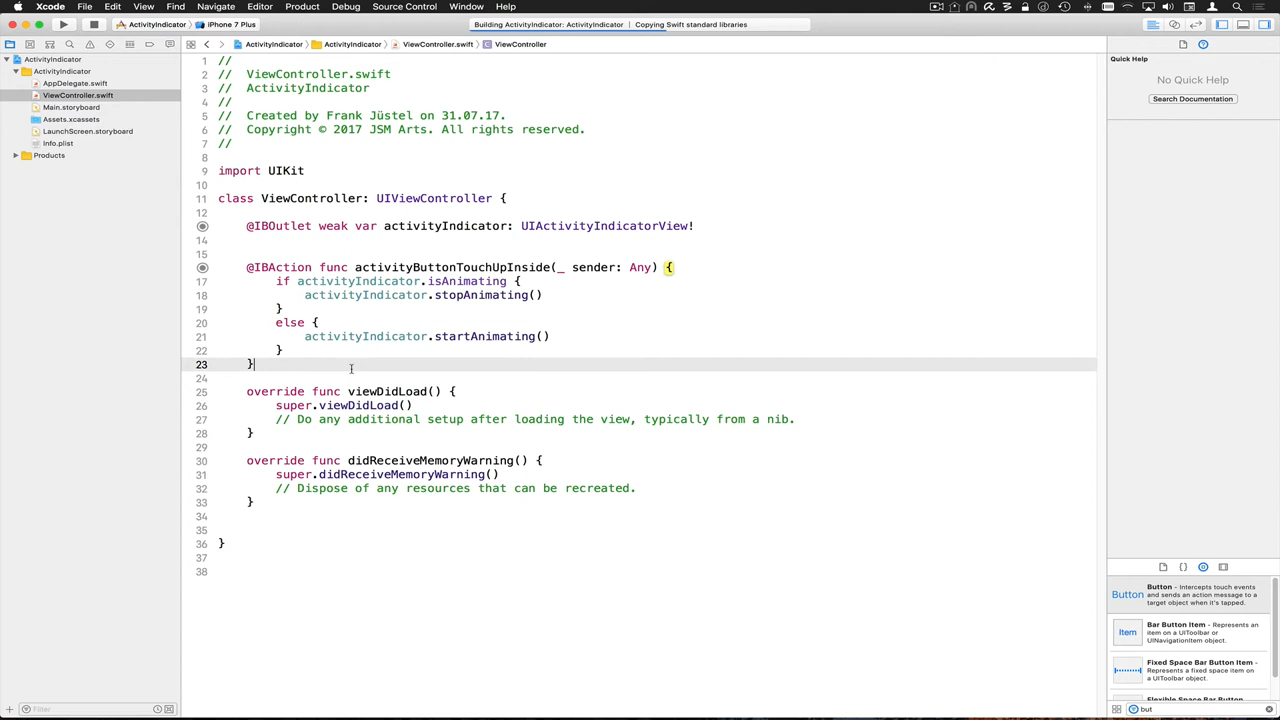 Xcode File Edit View Find Navigate Editor Product Debug Source Control Window Help
ActivityIndicator iPhone 7 Plus
Building ActivityIndicator: ActivityIndicator Copying Swift standard libraries
ActivityIndicator ActivityIndicator ViewController.swift C ViewController
ActivityIndicator
ActivityIndicator
AppDelegate.swift
ViewController.swift
Main.storyboard
Assets.xcassets
LaunchScreen.storyboard
Info.plist
Products
Filter
1 //
2 // ViewController.swift
3 // ActivityIndicator
4 //
5 // Created by Frank Jüstel on 31.07.17.
6 // Copyright © 2017 JSM Arts. All rights reserved.
7 //
8
9 import UIKit
10
11 class ViewController: UIViewController {
12
@IBOutlet weak var activityIndicator: UIActivityIndicatorView!
14
15
@IBAction func activityButtonTouchUpInside(_ sender: Any) {
17 if activityIndicator.isAnimating {
18 activityIndicator.stopAnimating()
19 }
20 else {
21 activityIndicator.startAnimating()
22 }
23 }
24
25 override func viewDidLoad() {
26 super.viewDidLoad()
27 // Do any additional setup after loading the view, typically from a nib.
28 }
29
30 override func didReceiveMemoryWarning() {
31 super.didReceiveMemoryWarning()
32 // Dispose of any resources that can be recreated.
33 }
34
35
36 }
37
38
Quick Help
No Quick Help
Search Documentation
Button
Button - Intercepts touch events
and sends an action message to a
target object when it's tapped.
Item
Bar Button Item - Represents an
item on a UIToolbar or
UINavigationItem object.
Fixed Space Bar Button Item -
Represents a fixed space item on
a UIToolbar object.
Flexible Space Bar Button
but